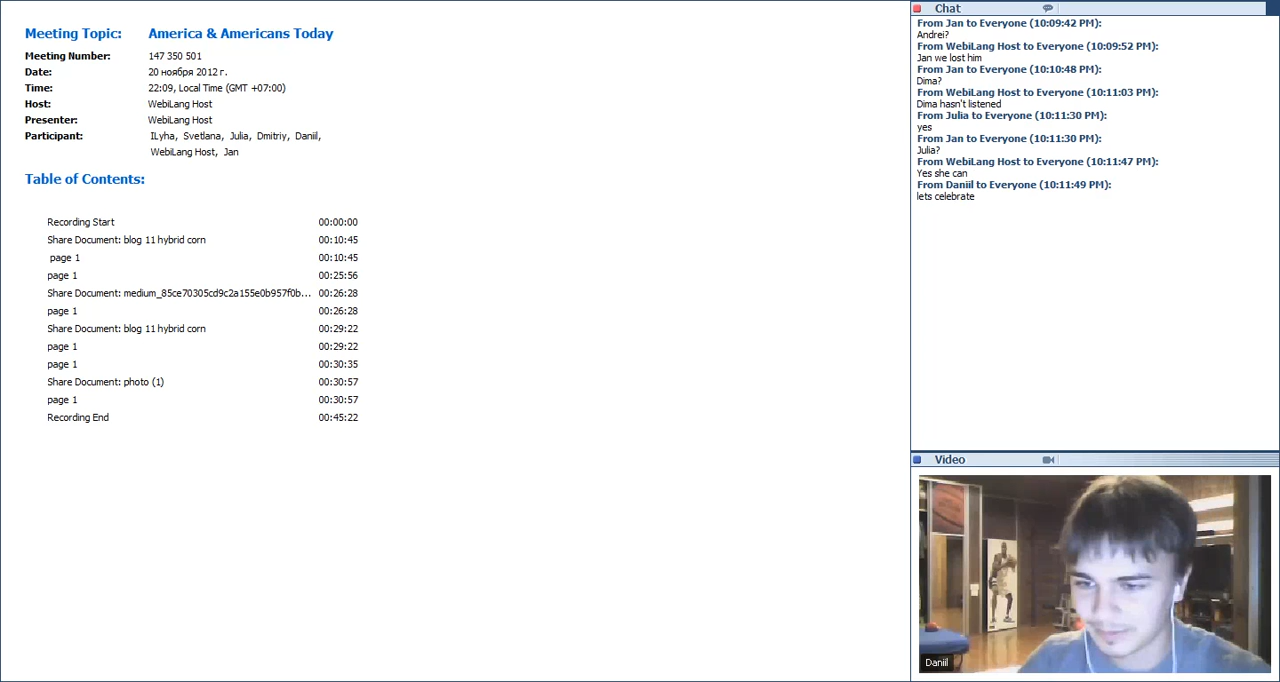 Meeting Topic: America & Americans Today
Meeting Number: 147 350 501
Date: 20 ноября 2012 г.
Time: 22:09, Local Time (GMT +07:00)
Host: WebiLang Host
Presenter: WebiLang Host
Participant: ILyha, Svetlana, Julia, Dmitriy, Daniil,
WebiLang Host, Jan
Table of Contents:
Recording Start 00:00:00
Share Document: blog 11 hybrid corn 00:10:45
page 1 00:10:45
page 1 00:25:56
Share Document: medium_85ce70305cd9c2a155e0b957f0b... 00:26:28
page 1 00:26:28
Share Document: blog 11 hybrid corn 00:29:22
page 1 00:29:22
page 1 00:30:35
Share Document: photo (1) 00:30:57
page 1 00:30:57
Recording End 00:45:22
Chat
From Jan to Everyone (10:09:42 PM):
Andrei?
From WebiLang Host to Everyone (10:09:52 PM):
Jan we lost him
From Jan to Everyone (10:10:48 PM):
Dima?
From WebiLang Host to Everyone (10:11:03 PM):
Dima hasn't listened
From Julia to Everyone (10:11:30 PM):
yes
From Jan to Everyone (10:11:30 PM):
Julia?
From WebiLang Host to Everyone (10:11:47 PM):
Yes she can
From Daniil to Everyone (10:11:49 PM):
lets celebrate
Video
Daniil